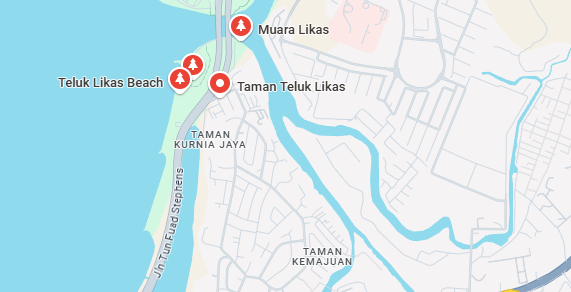 Muara Likas
Teluk Likas Beach
Taman Teluk Likas
TAMAN
KURNIA JAYA
Jln Tun Fuad Stephens
TAMAN
KEMAJUAN